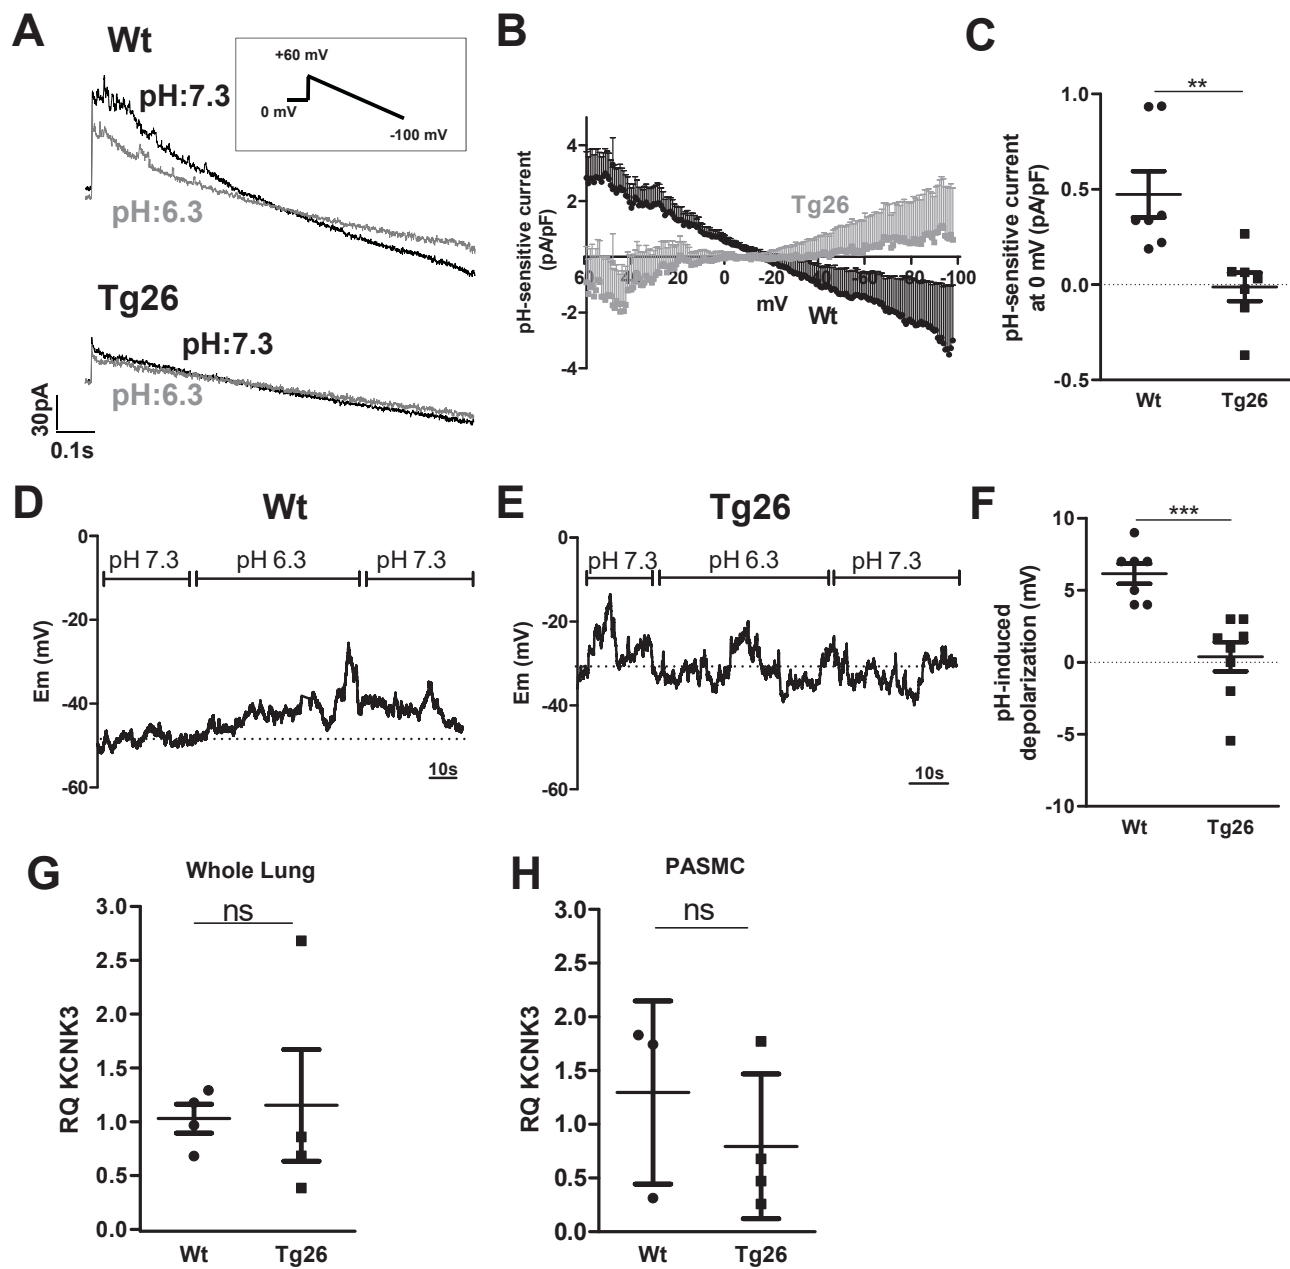 A
Wt
pH:7.3
pH:6.3
+60 mV
0 mV
-100 mV
Tg26
pH:7.3
pH:6.3
30pA
0.1s
B
pH-sensitive current
(pA/pF)
4
2
-2
-4
Tg26
Wt
20
0
-20
-40
-60
-80
-100
mV
C
pH-sensitive current
at 0 mV (pA/pF)
1.0
0.5
0.0
-0.5
**
Wt
Tg26
D
Wt
Em (mV)
0
-20
-40
-60
pH 7.3
pH 6.3
pH 7.3
10s
E
Tg26
Em (mV)
0
-20
-40
-60
pH 7.3
pH 6.3
pH 7.3
10s
F
pH-induced
depolarization (mV)
10
5
0
-5
-10
***
Wt
Tg26
G
Whole Lung
RQ KCNK3
3.0
2.5
2.0
1.5
1.0
0.5
0.0
ns
Wt
Tg26
H
PASMC
RQ KCNK3
3.0
2.5
2.0
1.5
1.0
0.5
0.0
ns
Wt
Tg26